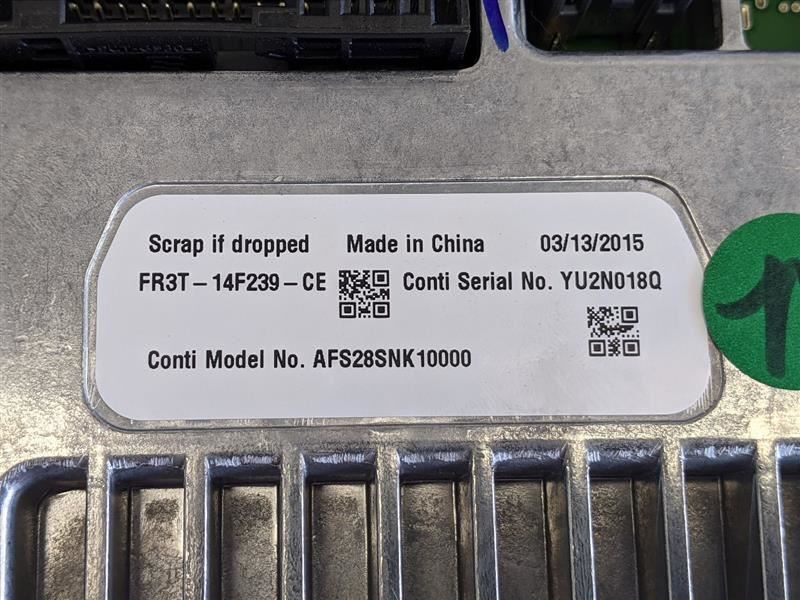 Scrap if dropped Made in China 03/13/2015
FR3T-14F239-CE Conti Serial No. YU2N018Q
Conti Model No. AFS28SNK10000